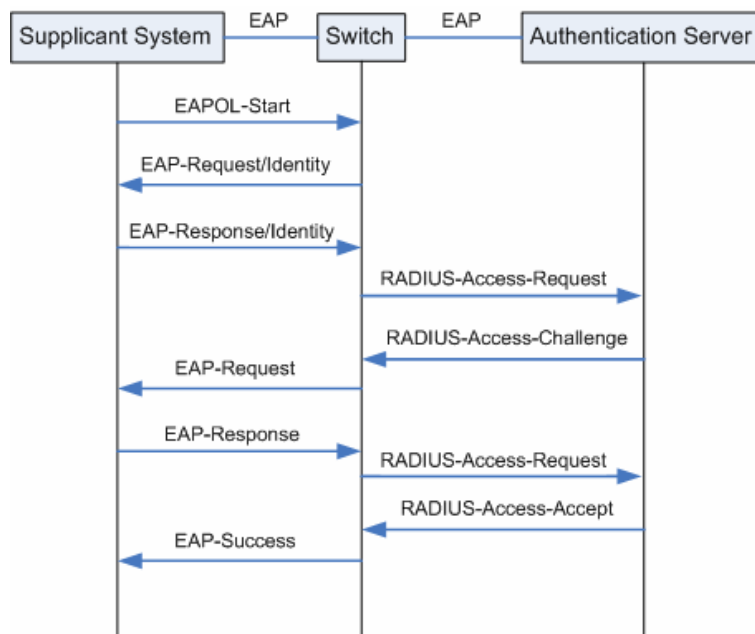 EAP
EAP
Supplicant System
Switch
Authentication Server
EAPOL-Start
EAP-Request/Identity
EAP-Response/Identity
RADIUS-Access-Request
RADIUS-Access-Challenge
EAP-Request
EAP-Response
RADIUS-Access-Request
RADIUS-Access-Accept
EAP-Success